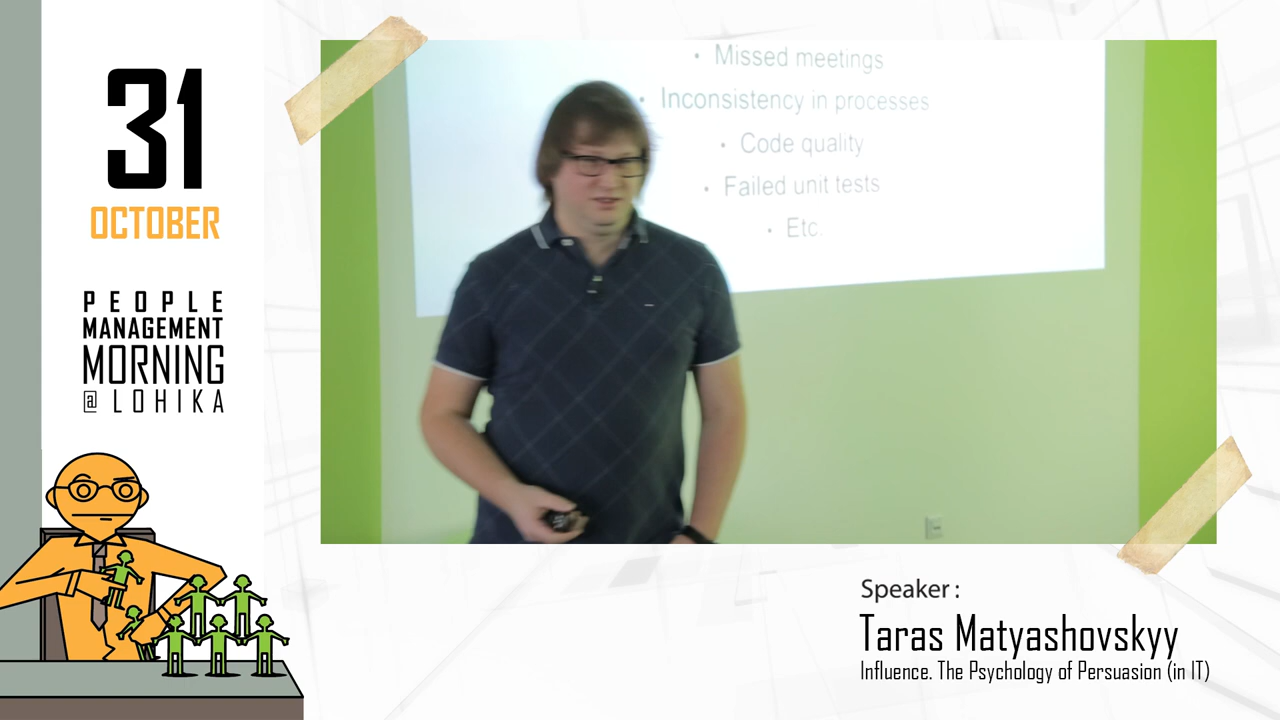 31
OCTOBER
PEOPLE
MANAGEMENT
MORNING
@LOHIKA
• Missed meetings
• Inconsistency in processes
• Code quality
• Failed unit tests
• Etc.
Speaker :
Taras Matyashovskyy
Influence. The Psychology of Persuasion (in IT)